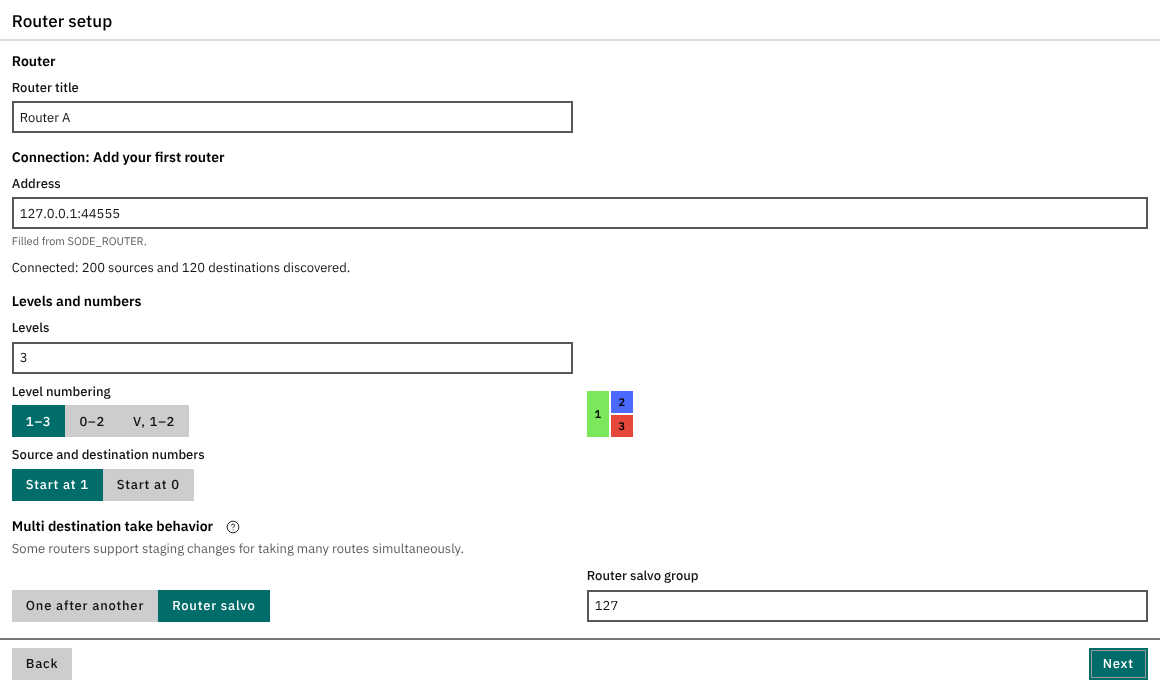 Router setup
Router
Router title
Router A
Connection: Add your first router
Address
127.0.0.1:44555
Filled from SODE_ROUTER.
Connected: 200 sources and 120 destinations discovered.
Levels and numbers
Levels
3
Level numbering
1–3 0–2 V, 1–2
1 2 3
Source and destination numbers
Start at 1 Start at 0
Multi destination take behavior ?
Some routers support staging changes for taking many routes simultaneously.
Router salvo group
One after another Router salvo 127
Back Next